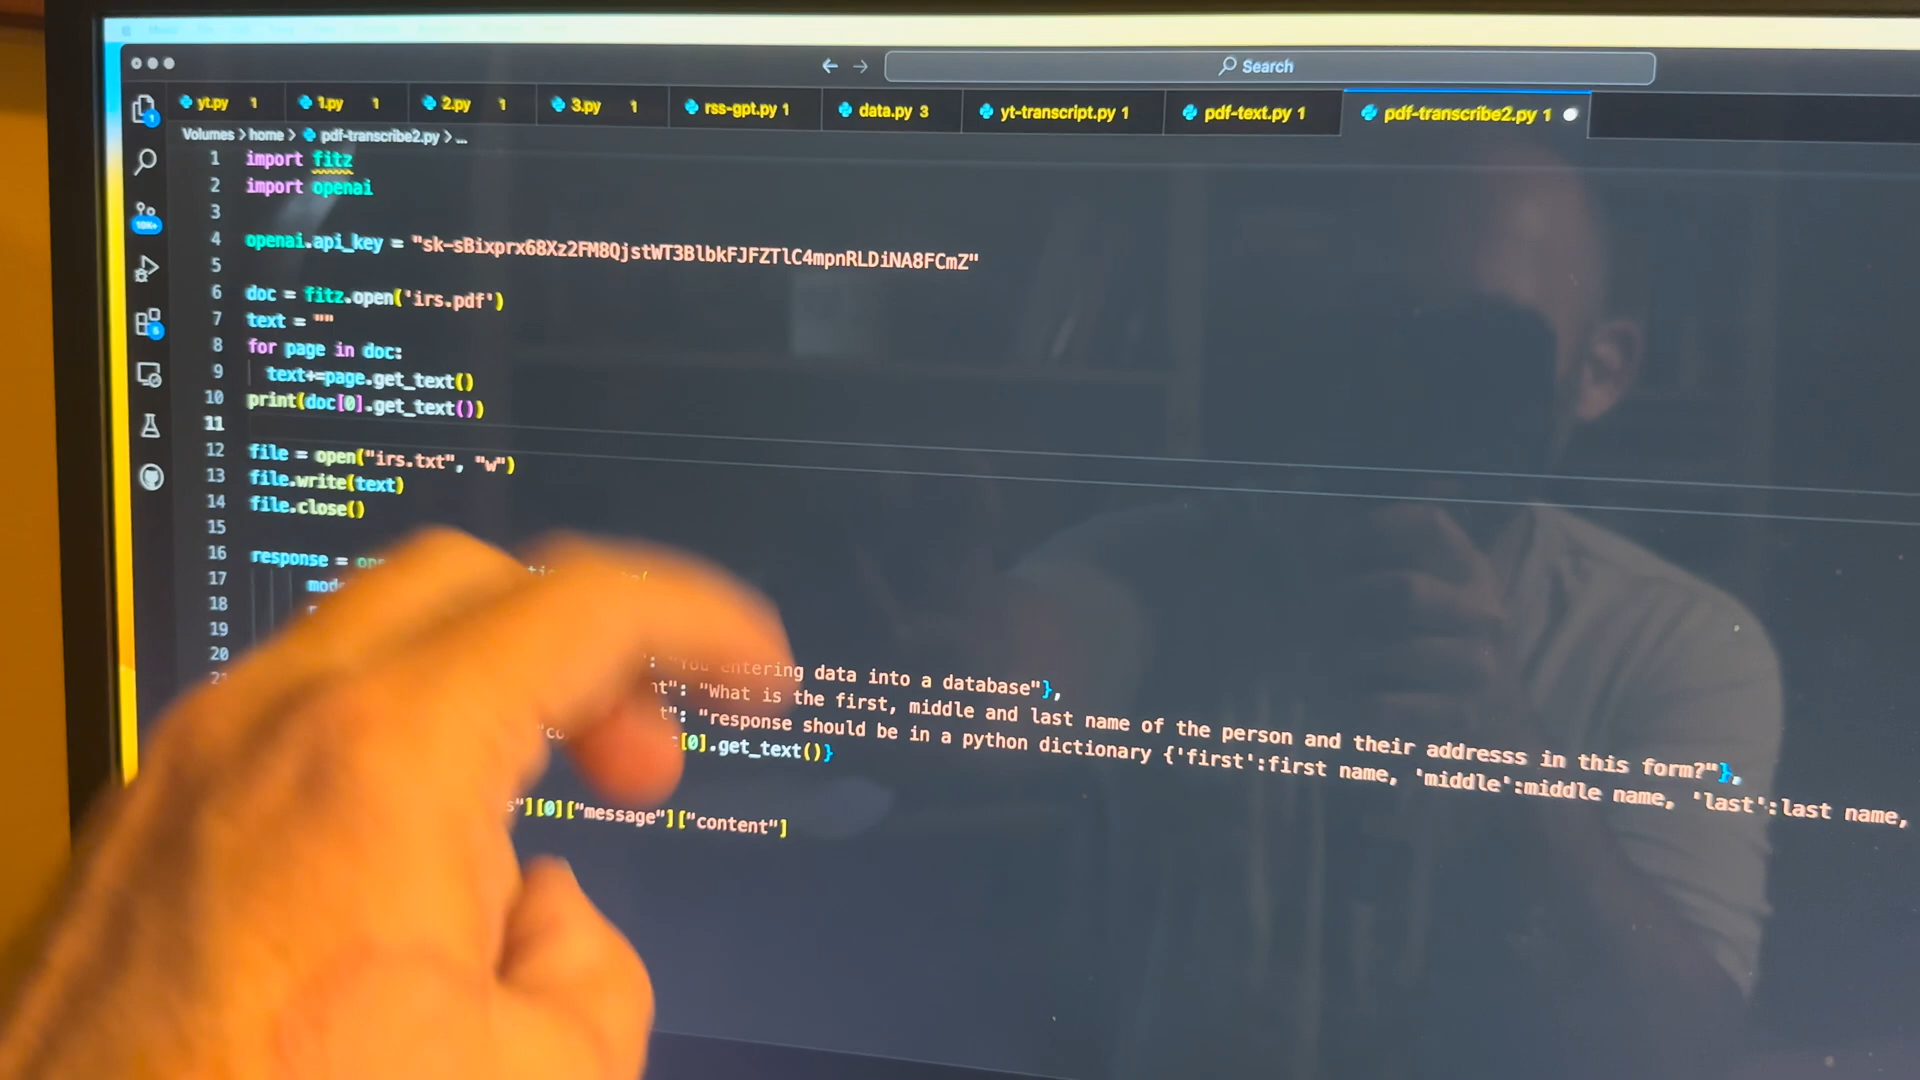 Search
yt.py 1 1.py 1 2.py 1 3.py 1 rss-gpt.py 1 data.py 3 yt-transcript.py 1 pdf-text.py 1 pdf-transcribe2.py 1
Volumes > home > pdf-transcribe2.py > ...
1 import fitz
2 import openai
3
4 openai.api_key = "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"
5
6 doc = fitz.open('irs.pdf')
7 text = ""
8 for page in doc:
9 text+=page.get_text()
10 print(doc[0].get_text())
11
12 file = open("irs.txt", "w")
13 file.write(text)
14 file.close()
15
16 response =
17
18
19
20 : "You entering data into a database"},
": "What is the first, middle and last name of the person and their addresss in this form?"},
": "response should be in a python dictionary {'first':first name, 'middle':middle name, 'last':last name,
[0].get_text()}
"][0]["message"]["content"]